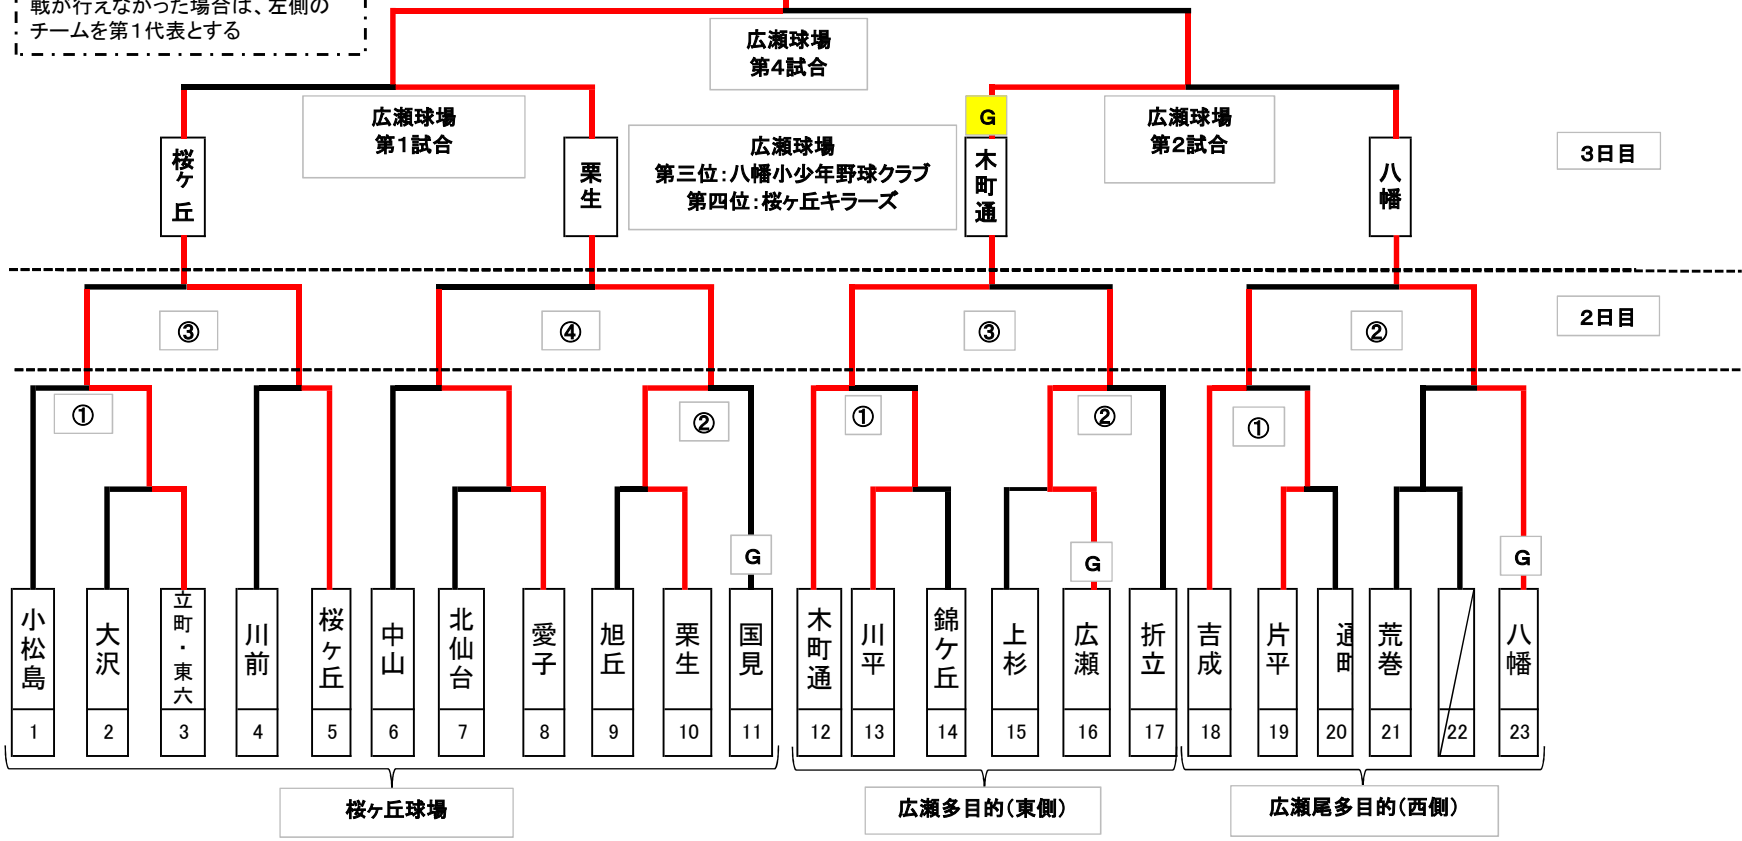 戦が行えなかった場合は、左側の
チームを第1代表とする
広瀬球場
第4試合
広瀬球場
第1試合
G
広瀬球場
第2試合
広瀬球場
第三位:八幡小少年野球クラブ
第四位:桜ヶ丘キラーズ
3日目
桜ヶ丘
栗生
木町通
八幡
2日目
③
④
③
②
①
②
①
②
①
G
G
G
小松島
大沢
立町・東六
川前
桜ヶ丘
中山
北仙台
愛子
旭丘
栗生
国見
木町通
川平
錦ケ丘
上杉
広瀬
折立
吉成
片平
通町
荒巻
八幡
1
2
3
4
5
6
7
8
9
10
11
12
13
14
15
16
17
18
19
20
21
22
23
桜ヶ丘球場
広瀬多目的(東側)
広瀬尾多目的(西側)